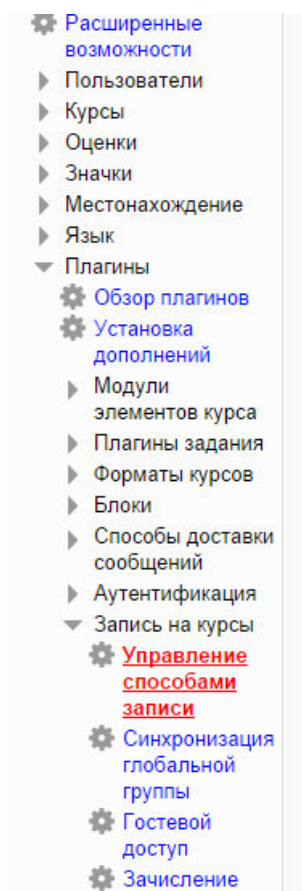 Расширенные
возможности
Пользователи
Курсы
Оценки
Значки
Местонахождение
Язык
Плагины
Обзор плагинов
Установка
дополнений
Модули
элементов курса
Плагины задания
Форматы курсов
Блоки
Способы доставки
сообщений
Аутентификация
Запись на курсы
Управление
способами
записи
Синхронизация
глобальной
группы
Гостевой
доступ
Зачисление